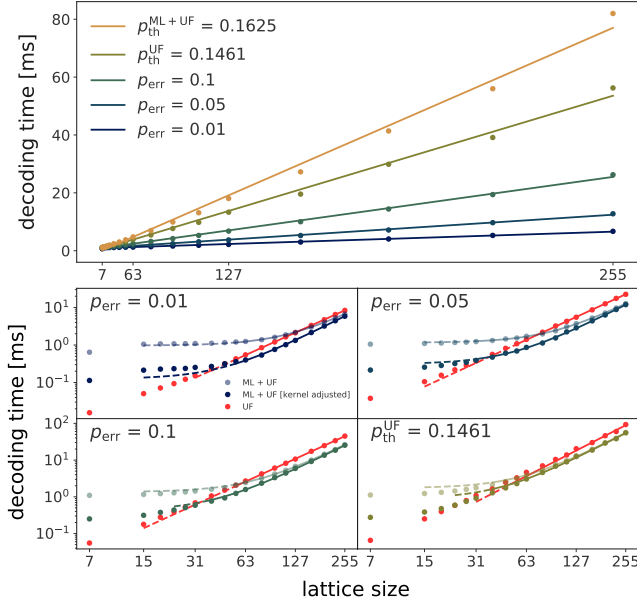 80
60
40
20
0
decoding time [ms]
p_th^ML + UF = 0.1625
p_th^UF = 0.1461
p_err = 0.1
p_err = 0.05
p_err = 0.01
7 63 127 255
p_err = 0.01
p_err = 0.05
10^1
10^0
10^-1
ML + UF
ML + UF [kernel adjusted]
UF
decoding time [ms]
p_err = 0.1
p_th^UF = 0.1461
10^2
10^1
10^0
10^-1
7 15 31 63 127 255
7 15 31 63 127 255
lattice size